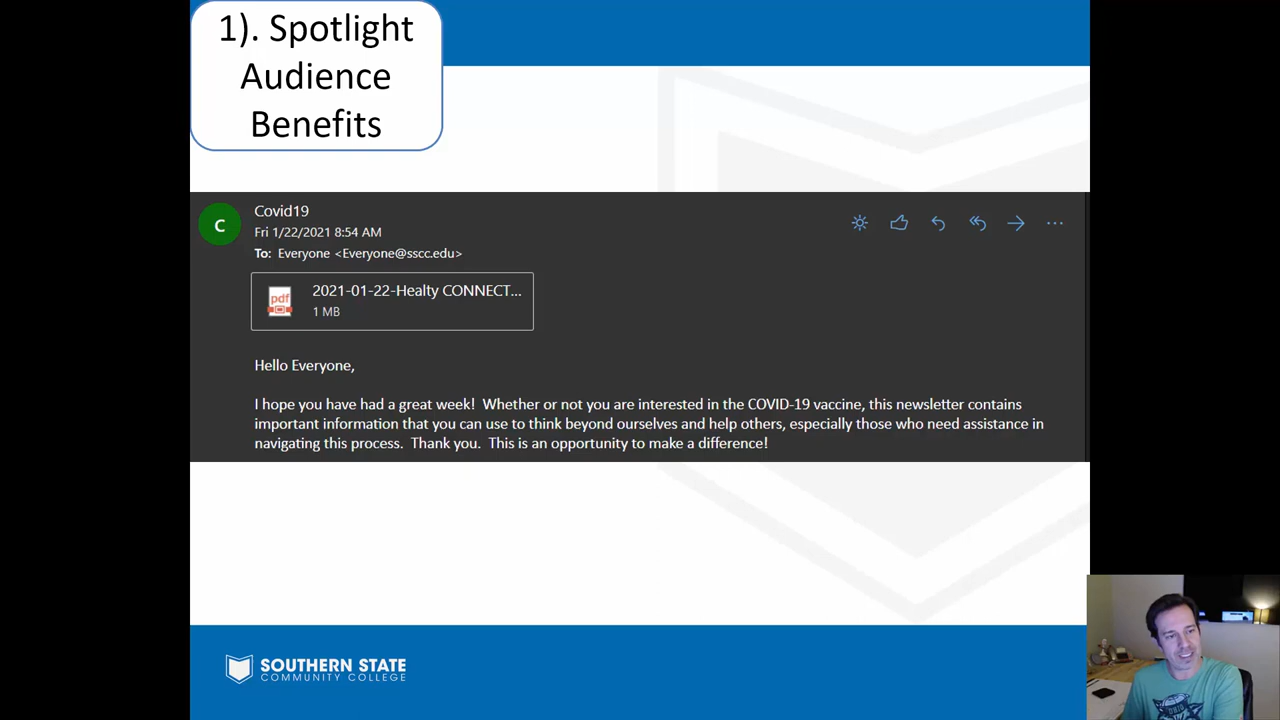 1). Spotlight
Audience
Benefits
Covid19
C
Fri 1/22/2021 8:54 AM
To: Everyone <Everyone@sscc.edu>
pdf
2021-01-22-Healty CONNECT...
1 MB
Hello Everyone,
I hope you have had a great week!  Whether or not you are interested in the COVID-19 vaccine, this newsletter contains
important information that you can use to think beyond ourselves and help others, especially those who need assistance in
navigating this process.  Thank you.  This is an opportunity to make a difference!
SOUTHERN STATE
COMMUNITY COLLEGE
OHIO